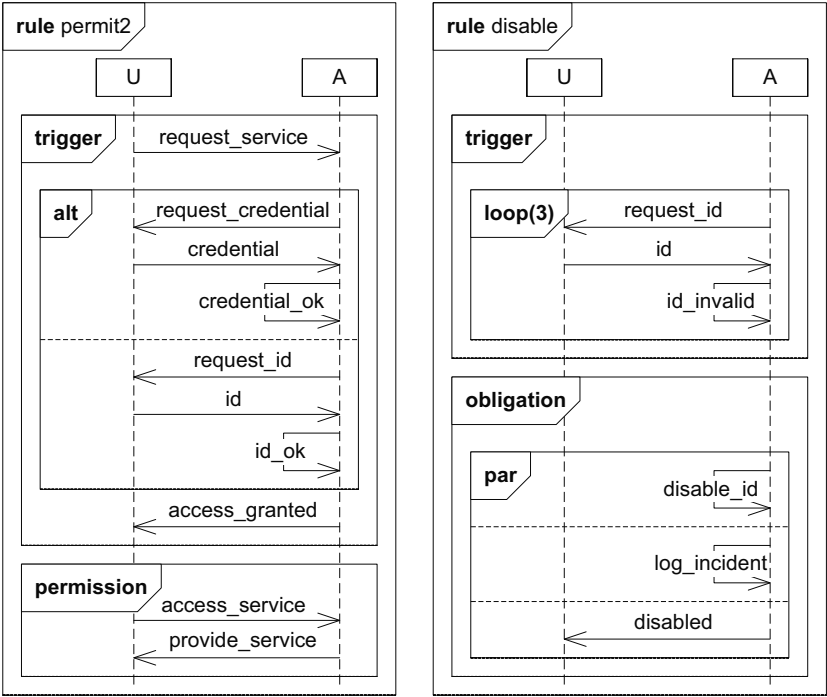 rule permit2
U
A
trigger
request_service
alt
request_credential
credential
credential_ok
request_id
id
id_ok
access_granted
permission
access_service
provide_service
rule disable
U
A
trigger
loop(3)
request_id
id
id_invalid
obligation
par
disable_id
log_incident
disabled